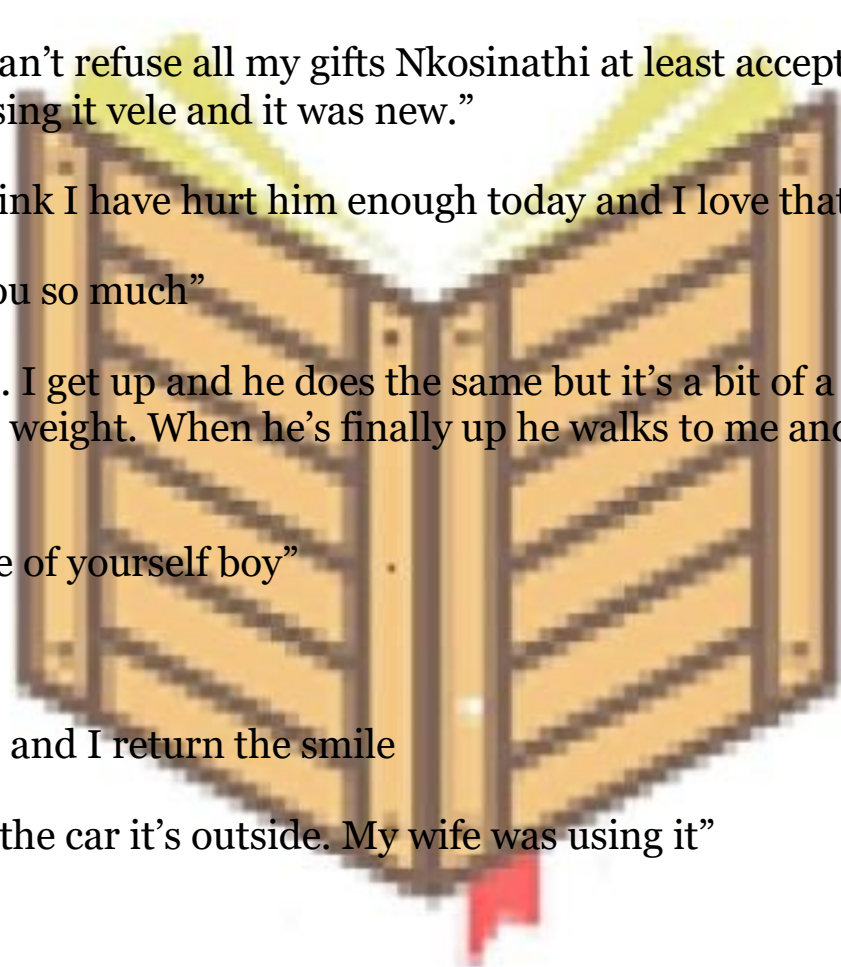 an’t refuse all my gifts Nkosinathi at least accept
sing it vele and it was new.”
ink I have hurt him enough today and I love that
ou so much”
. I get up and he does the same but it’s a bit of a
weight. When he’s finally up he walks to me and
e of yourself boy”
and I return the smile
the car it’s outside. My wife was using it”